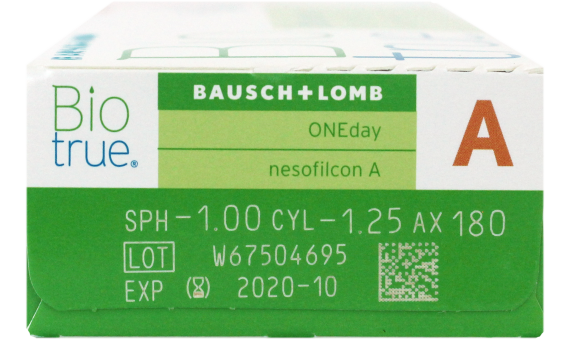 Bio
true®
BAUSCH+LOMB
ONEday
nesofilcon A
A
SPH -1.00 CYL -1.25 AX 180
LOT W67504695
EXP 2020-10